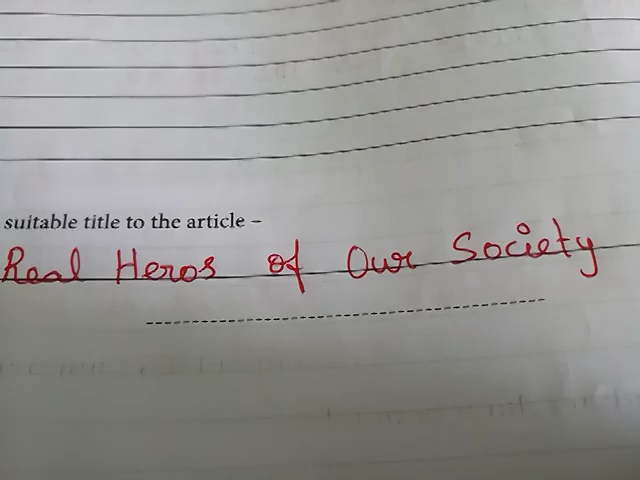 suitable title to the article –
Real Heros of Our Society